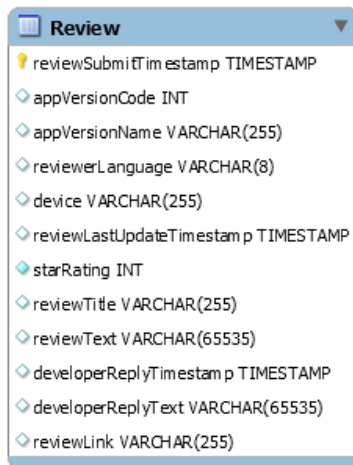 Review
reviewSubmitTimestamp TIMESTAMP
appVersionCode INT
appVersionName VARCHAR(255)
reviewerLanguage VARCHAR(8)
device VARCHAR(255)
reviewLastUpdateTimestamp TIMESTAMP
starRating INT
reviewTitle VARCHAR(255)
reviewText VARCHAR(65535)
developerReplyTimestamp TIMESTAMP
developerReplyText VARCHAR(65535)
reviewLink VARCHAR(255)